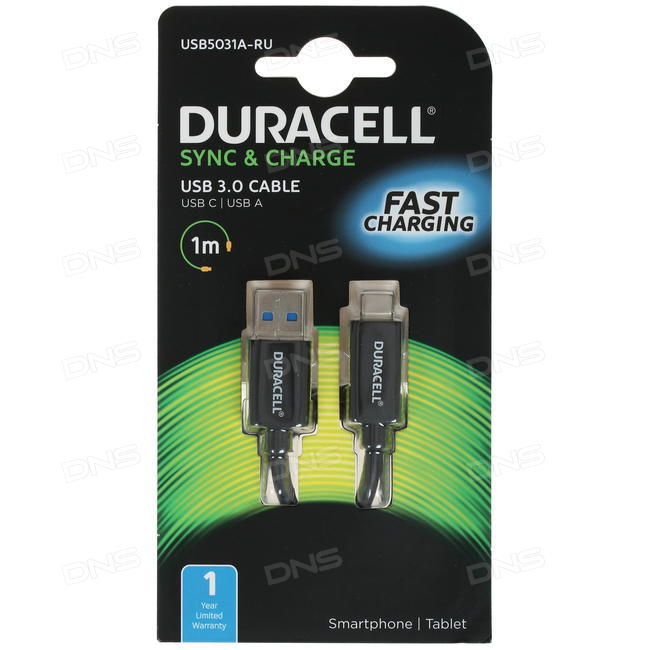 USB5031A-RU
DURACELL®
SYNC & CHARGE
USB 3.0 CABLE
USB C | USB A
FAST
CHARGING
1m
DURACELL®
DURACELL®
1
Year
Limited
Warranty
Smartphone | Tablet
DNS